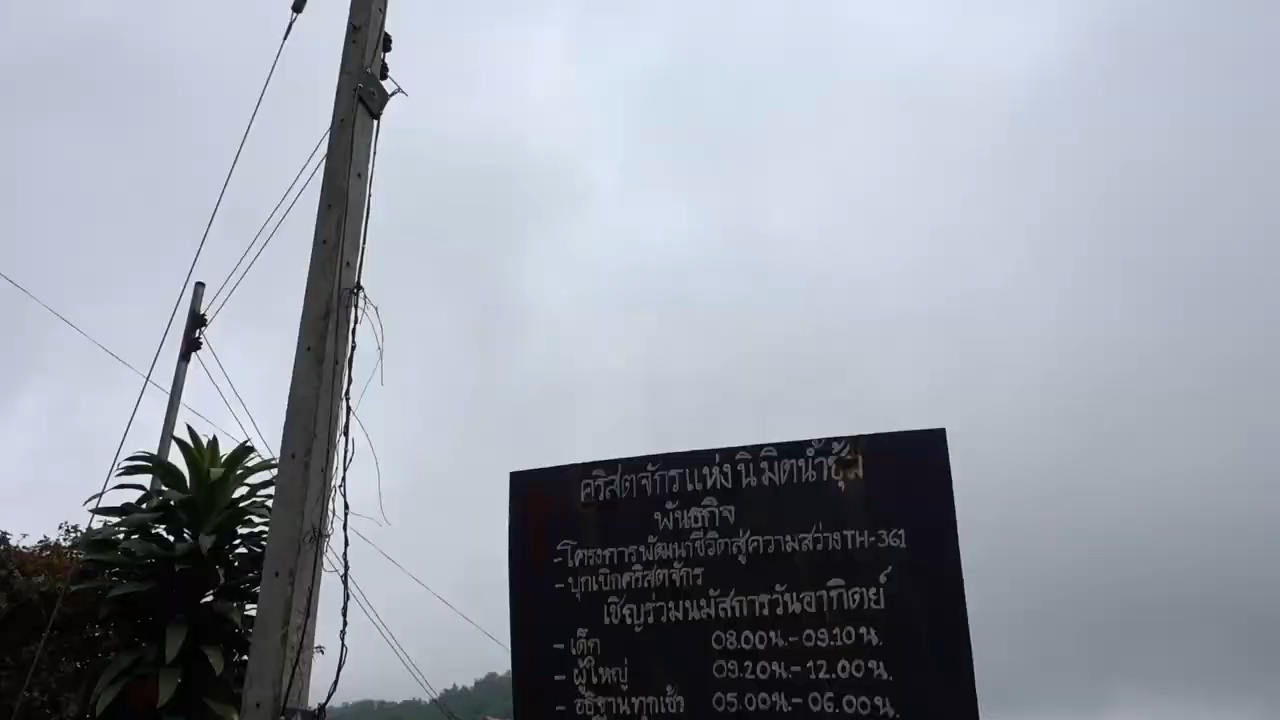 คริสตจักรแห่งนิมิตน้ำชุ้ม
พันธกิจ
-โครงการพัฒนาชีวิตสู่ความสว่างTH-361
-บุกเบิกคริสตจักร
เชิญร่วมนมัสการวันอาทิตย์
- เด็ก 08.00น.-09.10น.
- ผู้ใหญ่ 09.20น.-12.00น.
- อธิฐานทุกเช้า 05.00น.-06.00น.